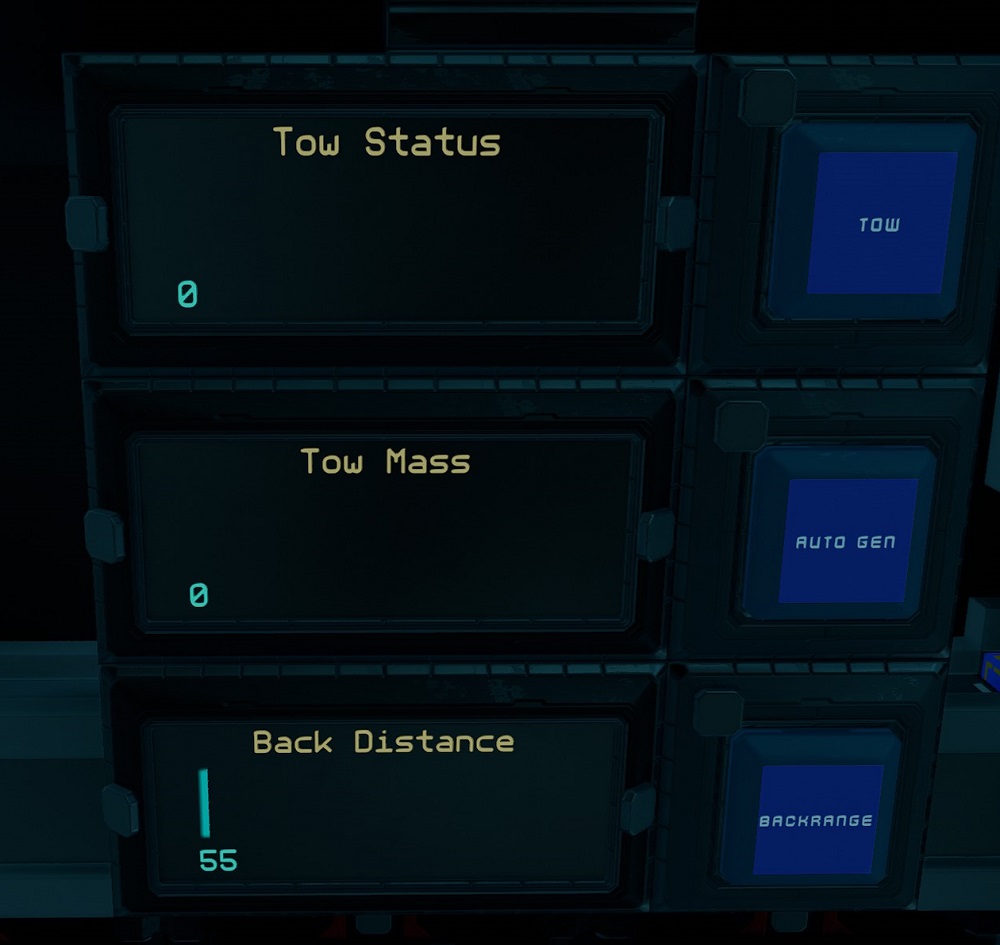 Tow Status
0
TOW
Tow Mass
0
AUTO GEN
Back Distance
55
BACKRANGE